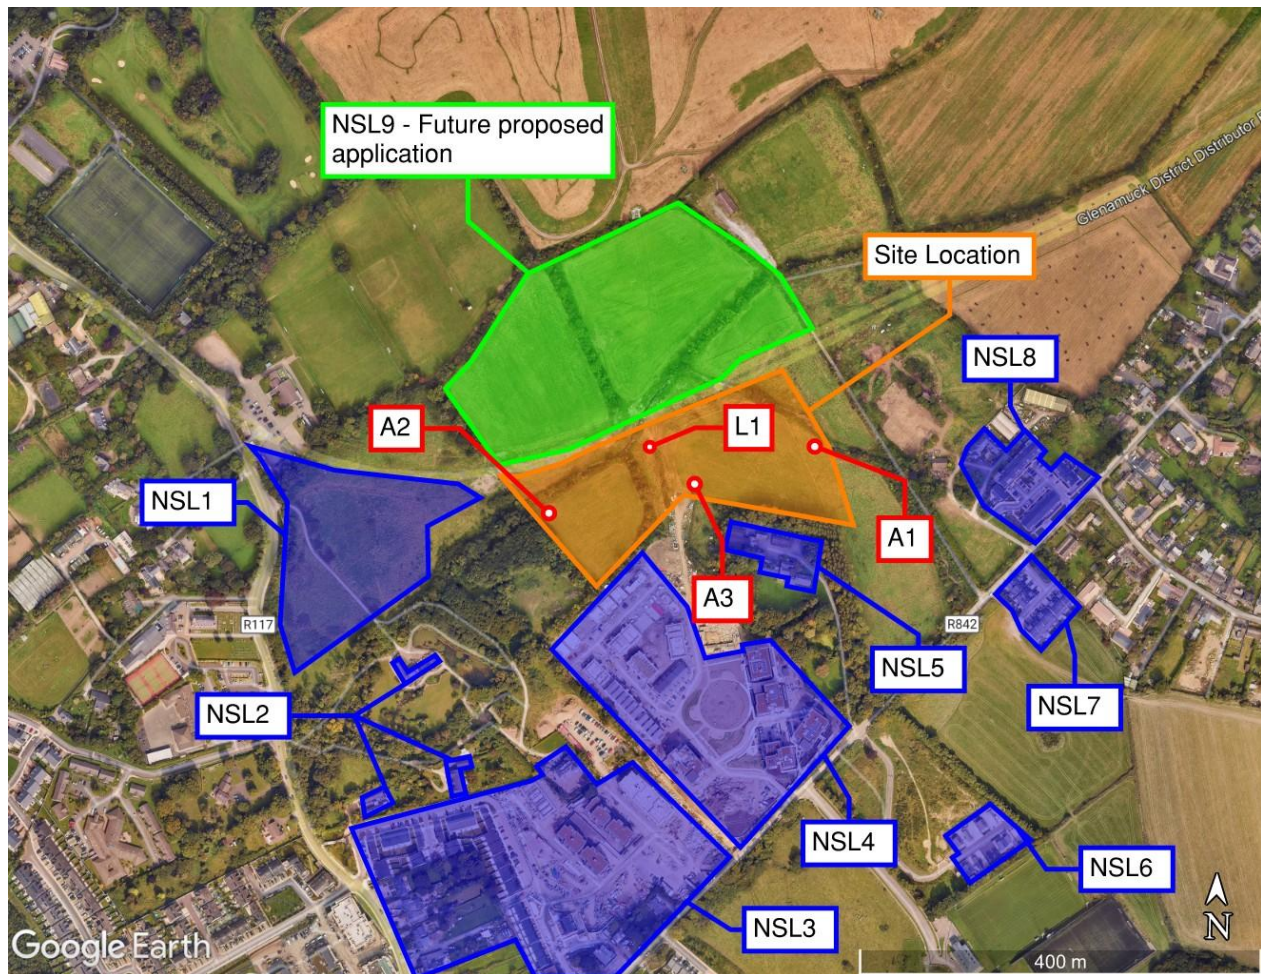 NSL9 - Future proposed
application
Glenamuck District Distributor
Site Location
NSL8
A2
L1
NSL1
A1
A3
R117
R842
NSL5
NSL2
NSL7
NSL4
NSL6
NSL3
N
Google Earth
400 m